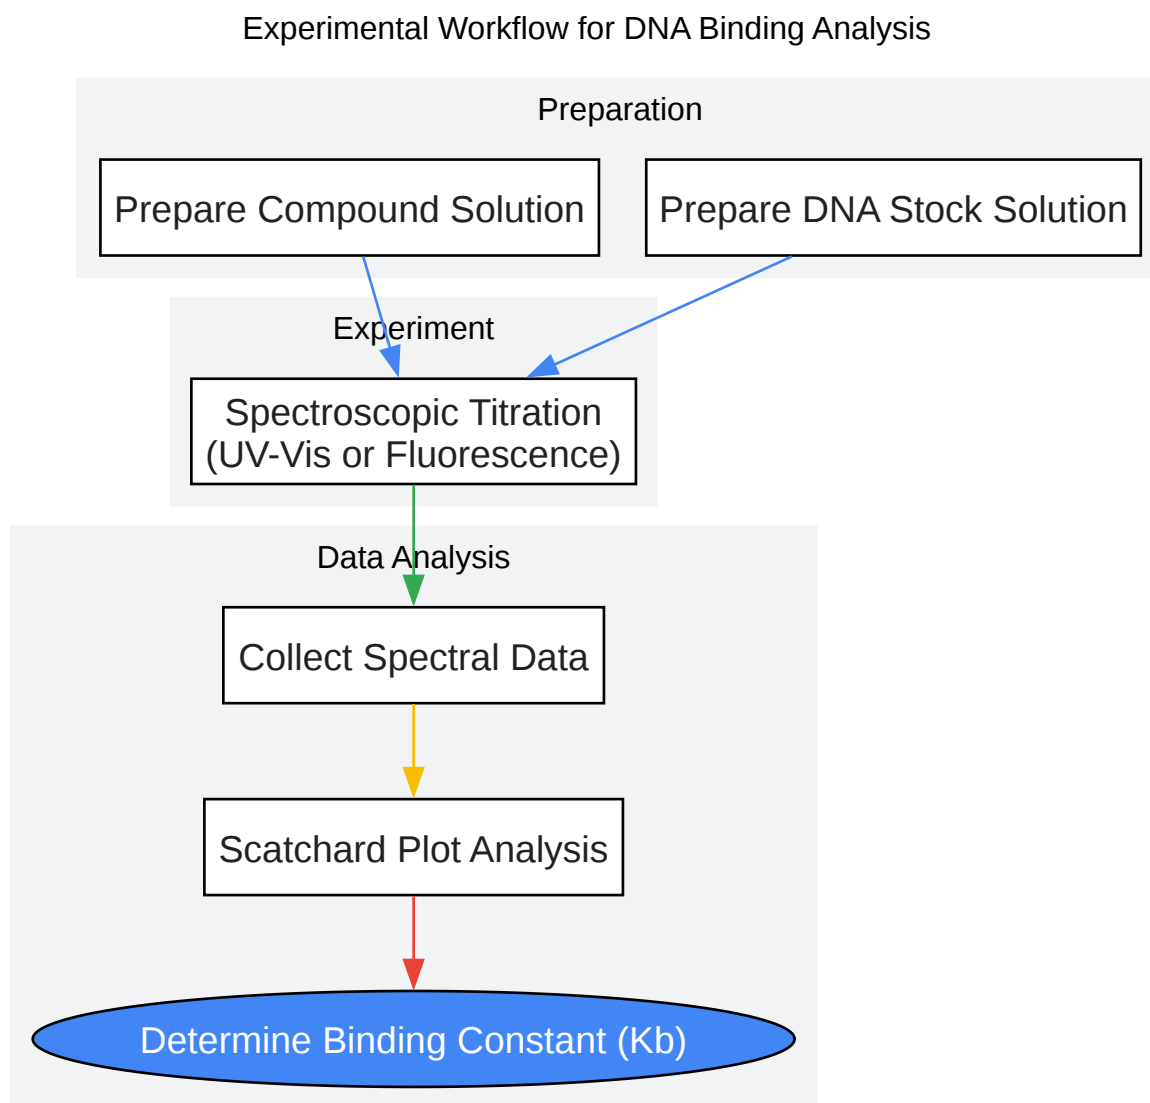 Experimental Workflow for DNA Binding Analysis
Preparation
Prepare Compound Solution
Prepare DNA Stock Solution
Experiment
Spectroscopic Titration
(UV-Vis or Fluorescence)
Data Analysis
Collect Spectral Data
Scatchard Plot Analysis
Determine Binding Constant (Kb)